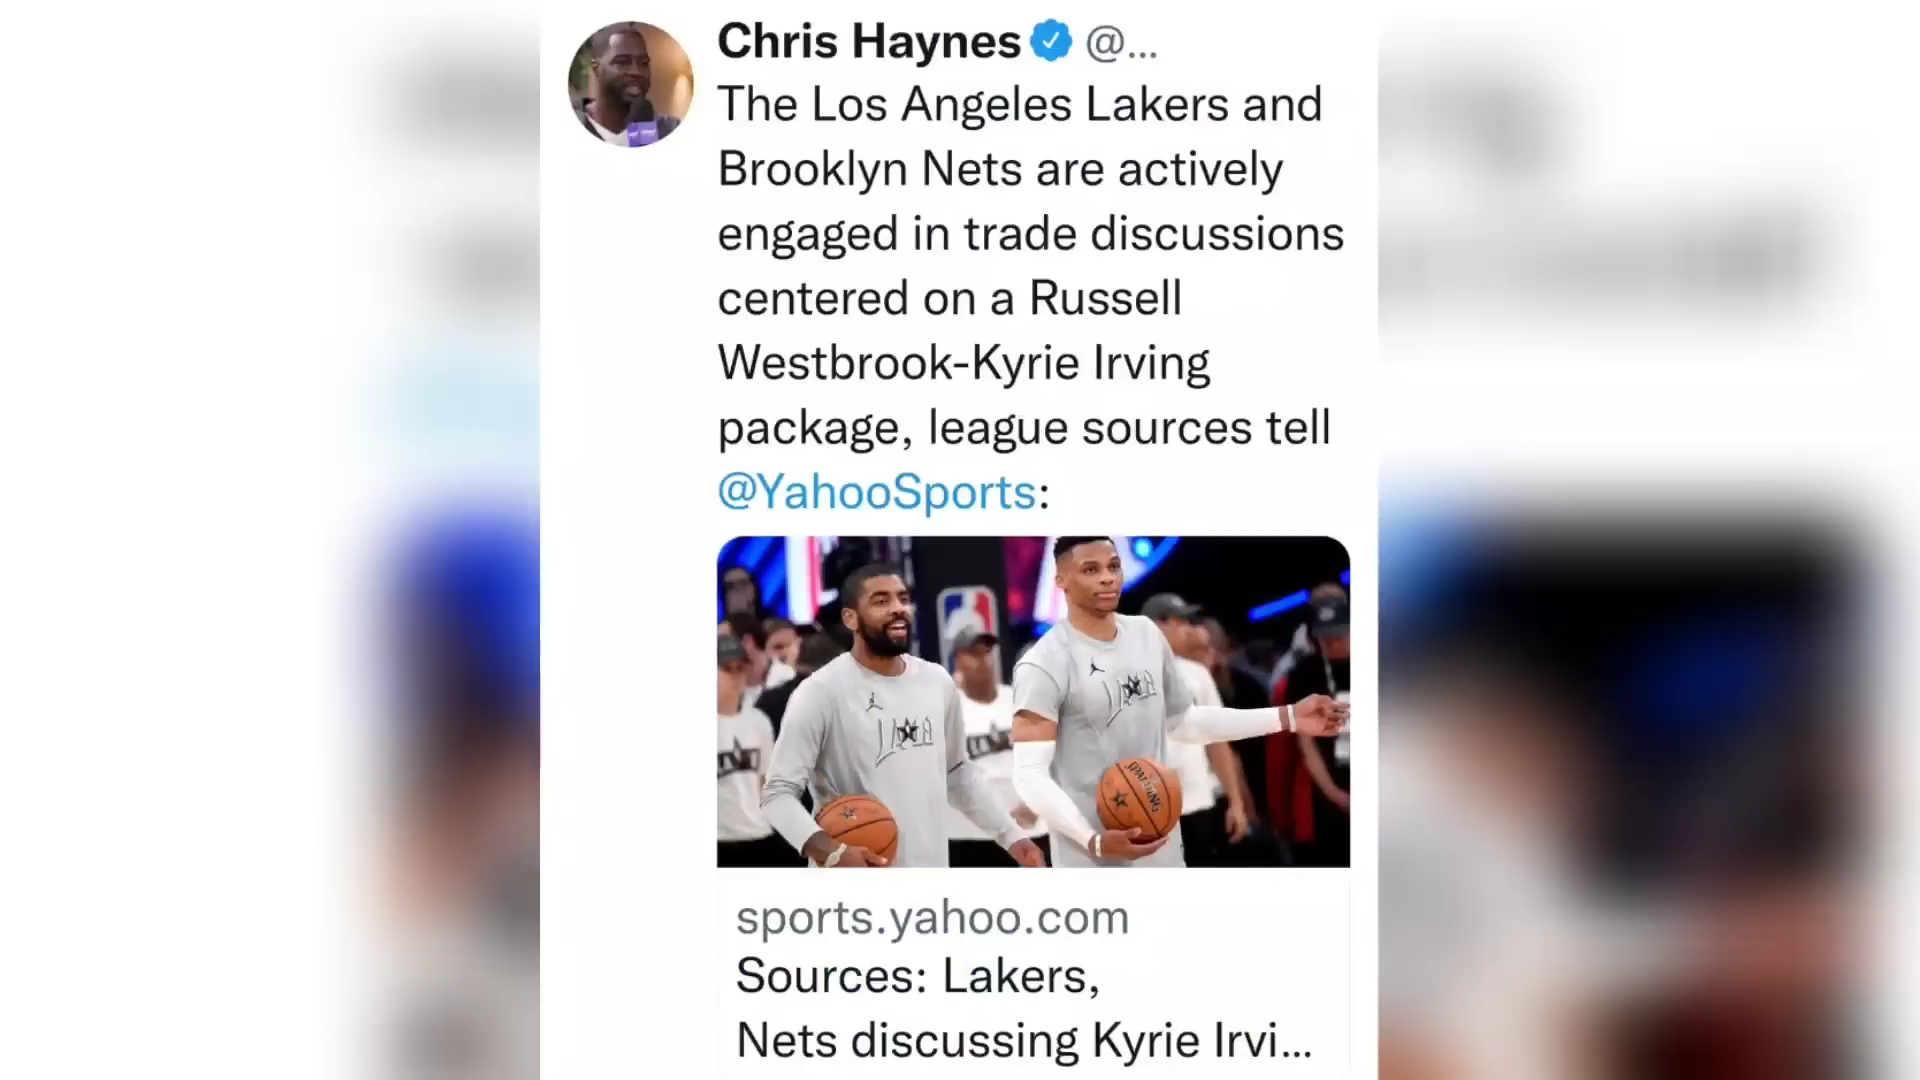 Chris Haynes @...
The Los Angeles Lakers and
Brooklyn Nets are actively
engaged in trade discussions
centered on a Russell
Westbrook-Kyrie Irving
package, league sources tell
@YahooSports:
SPALDING
sports.yahoo.com
Sources: Lakers,
Nets discussing Kyrie Irvi...